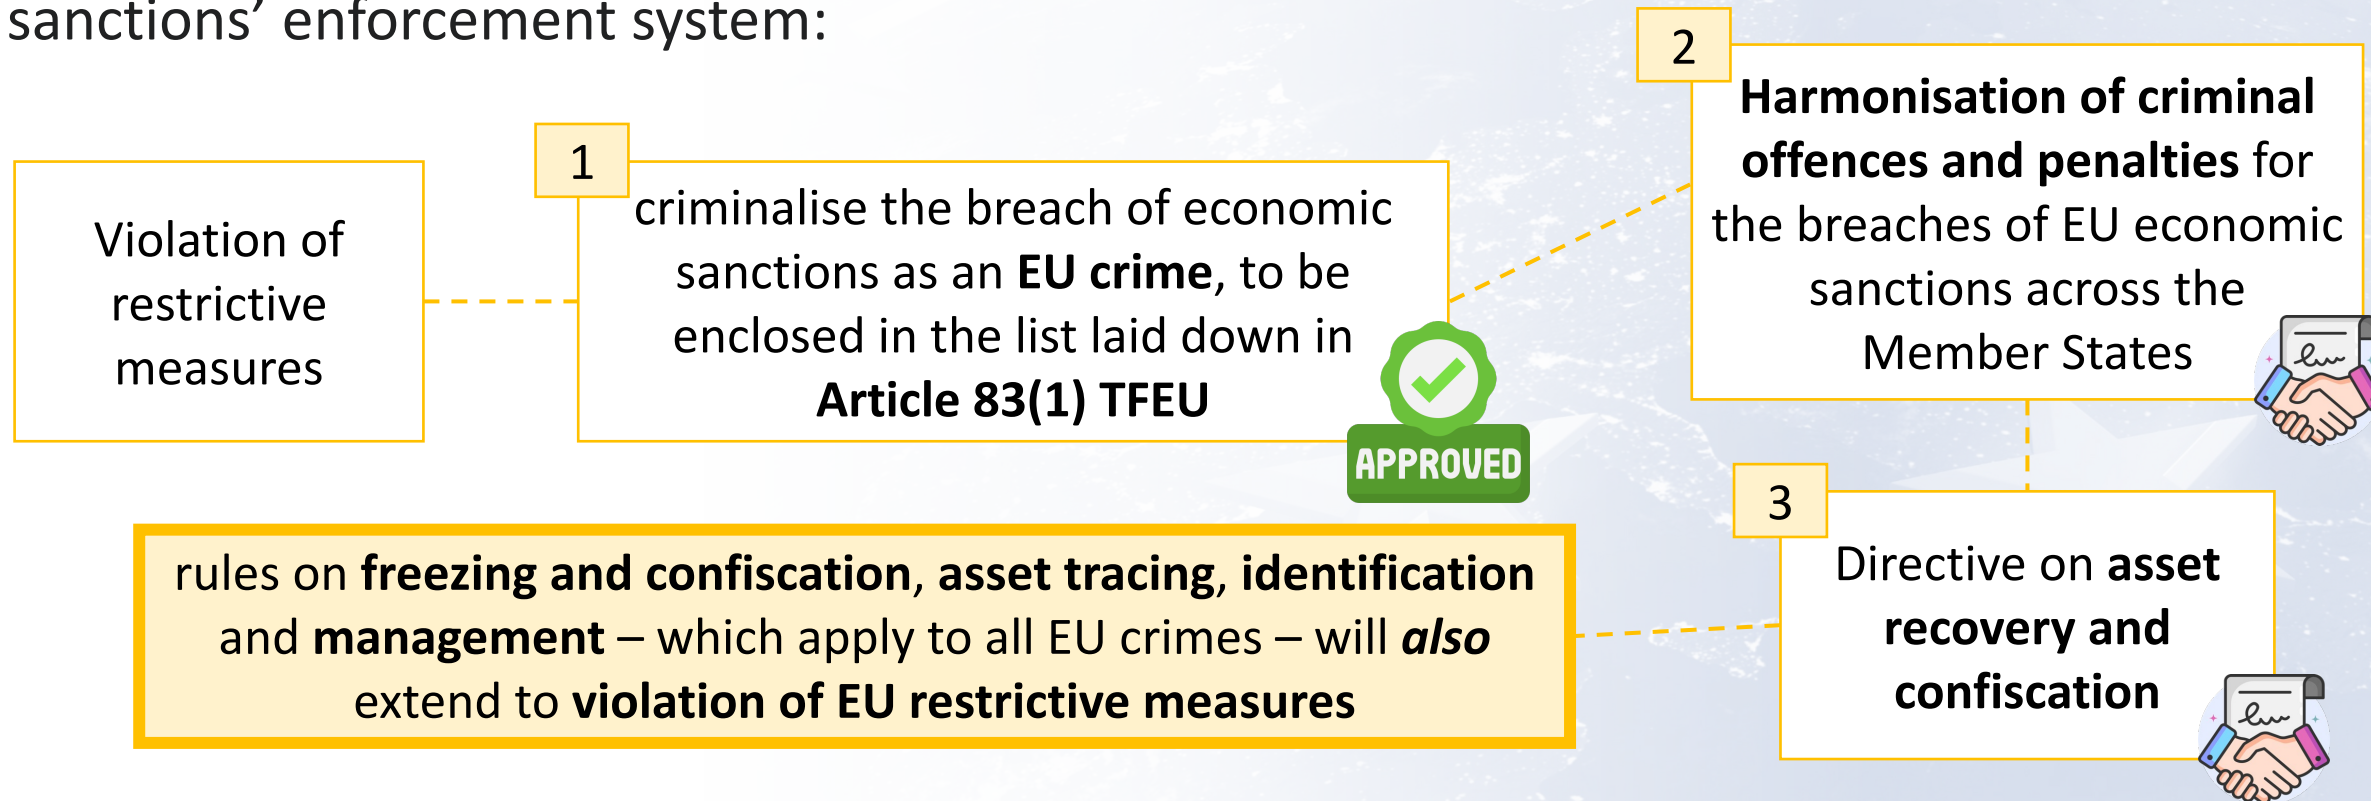 sanctions’ enforcement system:
Violation of
restrictive
measures
1
criminalise the breach of economic
sanctions as an EU crime, to be
enclosed in the list laid down in
Article 83(1) TFEU
APPROVED
2
Harmonisation of criminal
offences and penalties for
the breaches of EU economic
sanctions across the
Member States
3
Directive on asset
recovery and
confiscation
rules on freezing and confiscation, asset tracing, identification
and management – which apply to all EU crimes – will also
extend to violation of EU restrictive measures